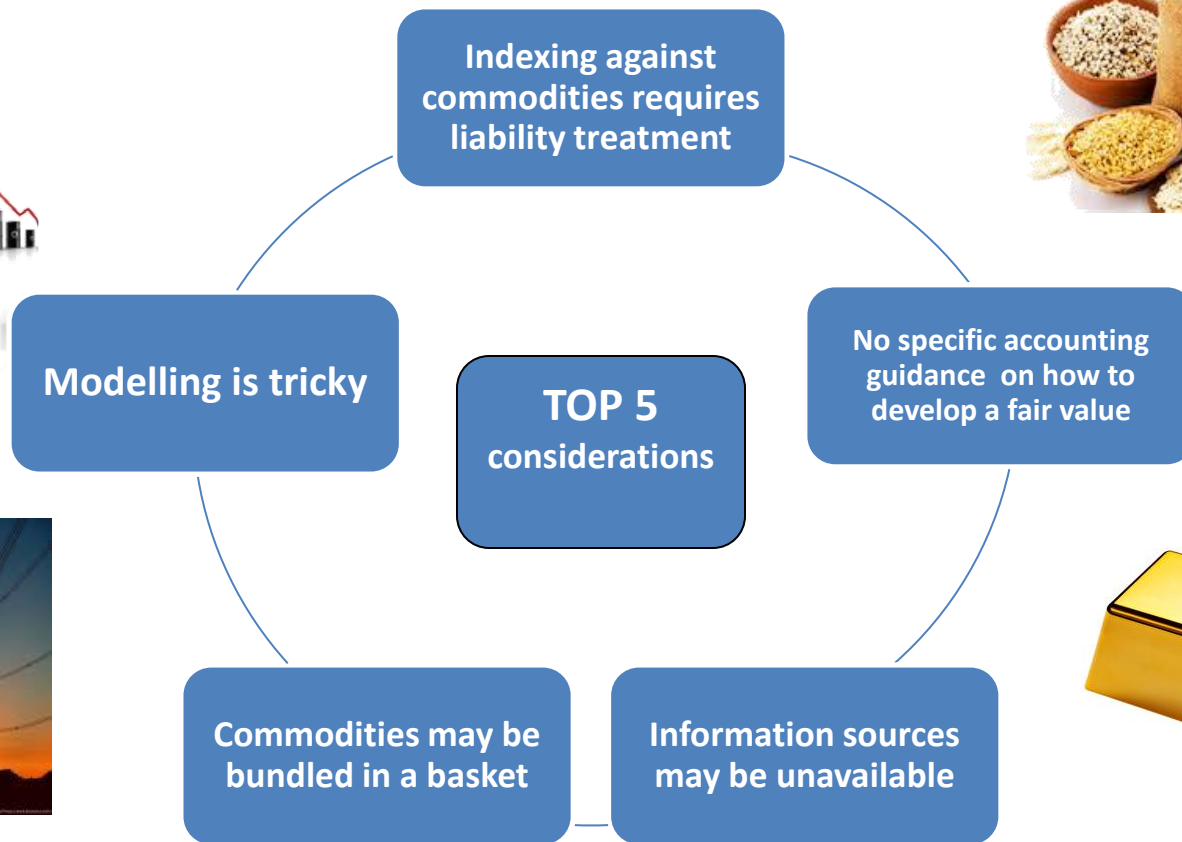 Indexing against
commodities requires
liability treatment
No specific accounting
guidance  on how to
develop a fair value
Information sources
may be unavailable
Commodities may be
bundled in a basket
Modelling is tricky
TOP 5
considerations